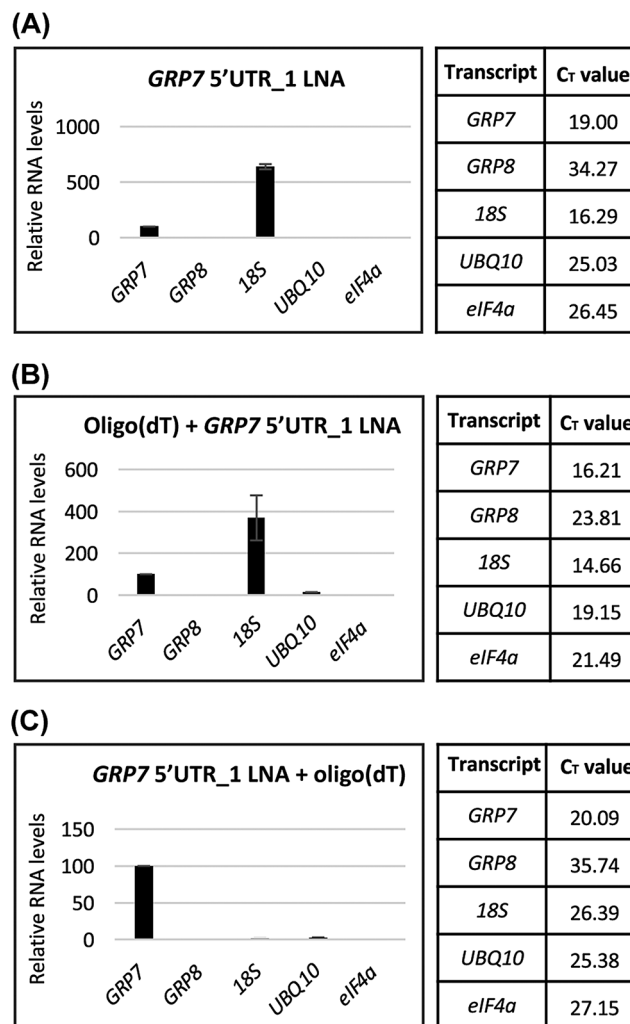 (A)
GRP7 5'UTR_1 LNA
Relative RNA levels
1000
500
0
GRP7 GRP8 18S UBQ10 eIF4a
Transcript CT value
GRP7 19.00
GRP8 34.27
18S 16.29
UBQ10 25.03
eIF4a 26.45
(B)
Oligo(dT) + GRP7 5'UTR_1 LNA
Relative RNA levels
600
400
200
0
GRP7 GRP8 18S UBQ10 eIF4a
Transcript CT value
GRP7 16.21
GRP8 23.81
18S 14.66
UBQ10 19.15
eIF4a 21.49
(C)
GRP7 5'UTR_1 LNA + oligo(dT)
Relative RNA levels
150
100
50
0
GRP7 GRP8 18S UBQ10 eIF4a
Transcript CT value
GRP7 20.09
GRP8 35.74
18S 26.39
UBQ10 25.38
eIF4a 27.15